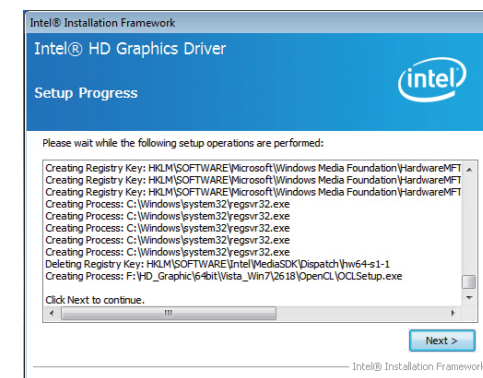 Intel® Installation Framework
Intel® HD Graphics Driver
intel
Setup Progress
Please wait while the following setup operations are performed:
Creating Registry Key: HKLM\SOFTWARE\Microsoft\Windows Media Foundation\HardwareMFT
Creating Registry Key: HKLM\SOFTWARE\Microsoft\Windows Media Foundation\HardwareMFT
Creating Registry Key: HKLM\SOFTWARE\Microsoft\Windows Media Foundation\HardwareMFT
Creating Process: C:\Windows\system32\regsvr32.exe
Creating Process: C:\Windows\system32\regsvr32.exe
Creating Process: C:\Windows\system32\regsvr32.exe
Creating Process: C:\Windows\system32\regsvr32.exe
Creating Process: C:\Windows\system32\regsvr32.exe
Deleting Registry Key: HKLM\SOFTWARE\Intel\MediaSDK\Dispatch\hw64-s1-1
Creating Process: F:\HD_Graphic\64bit\Vista_Win7\2618\OpenCL\OCLSetup.exe
Click Next to continue.
Next >
Intel® Installation Framework